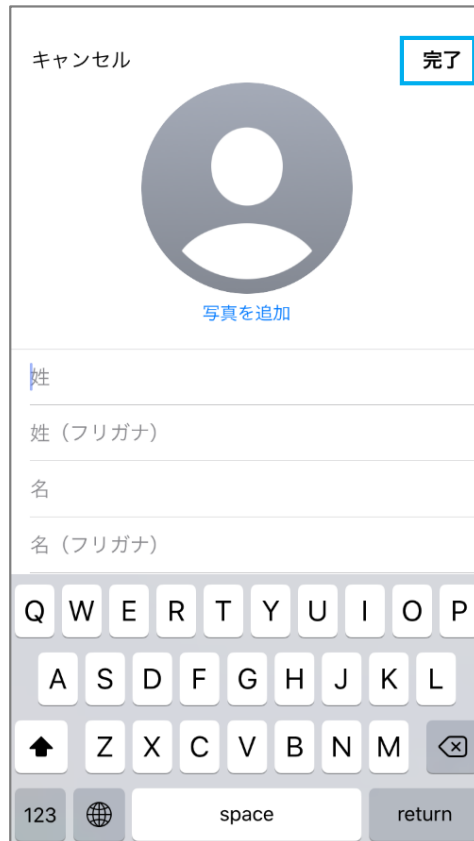 キャンセル 完了
写真を追加
姓
姓（フリガナ）
名
名（フリガナ）
Q W E R T Y U I O P
A S D F G H J K L
Z X C V B N M
123 space return